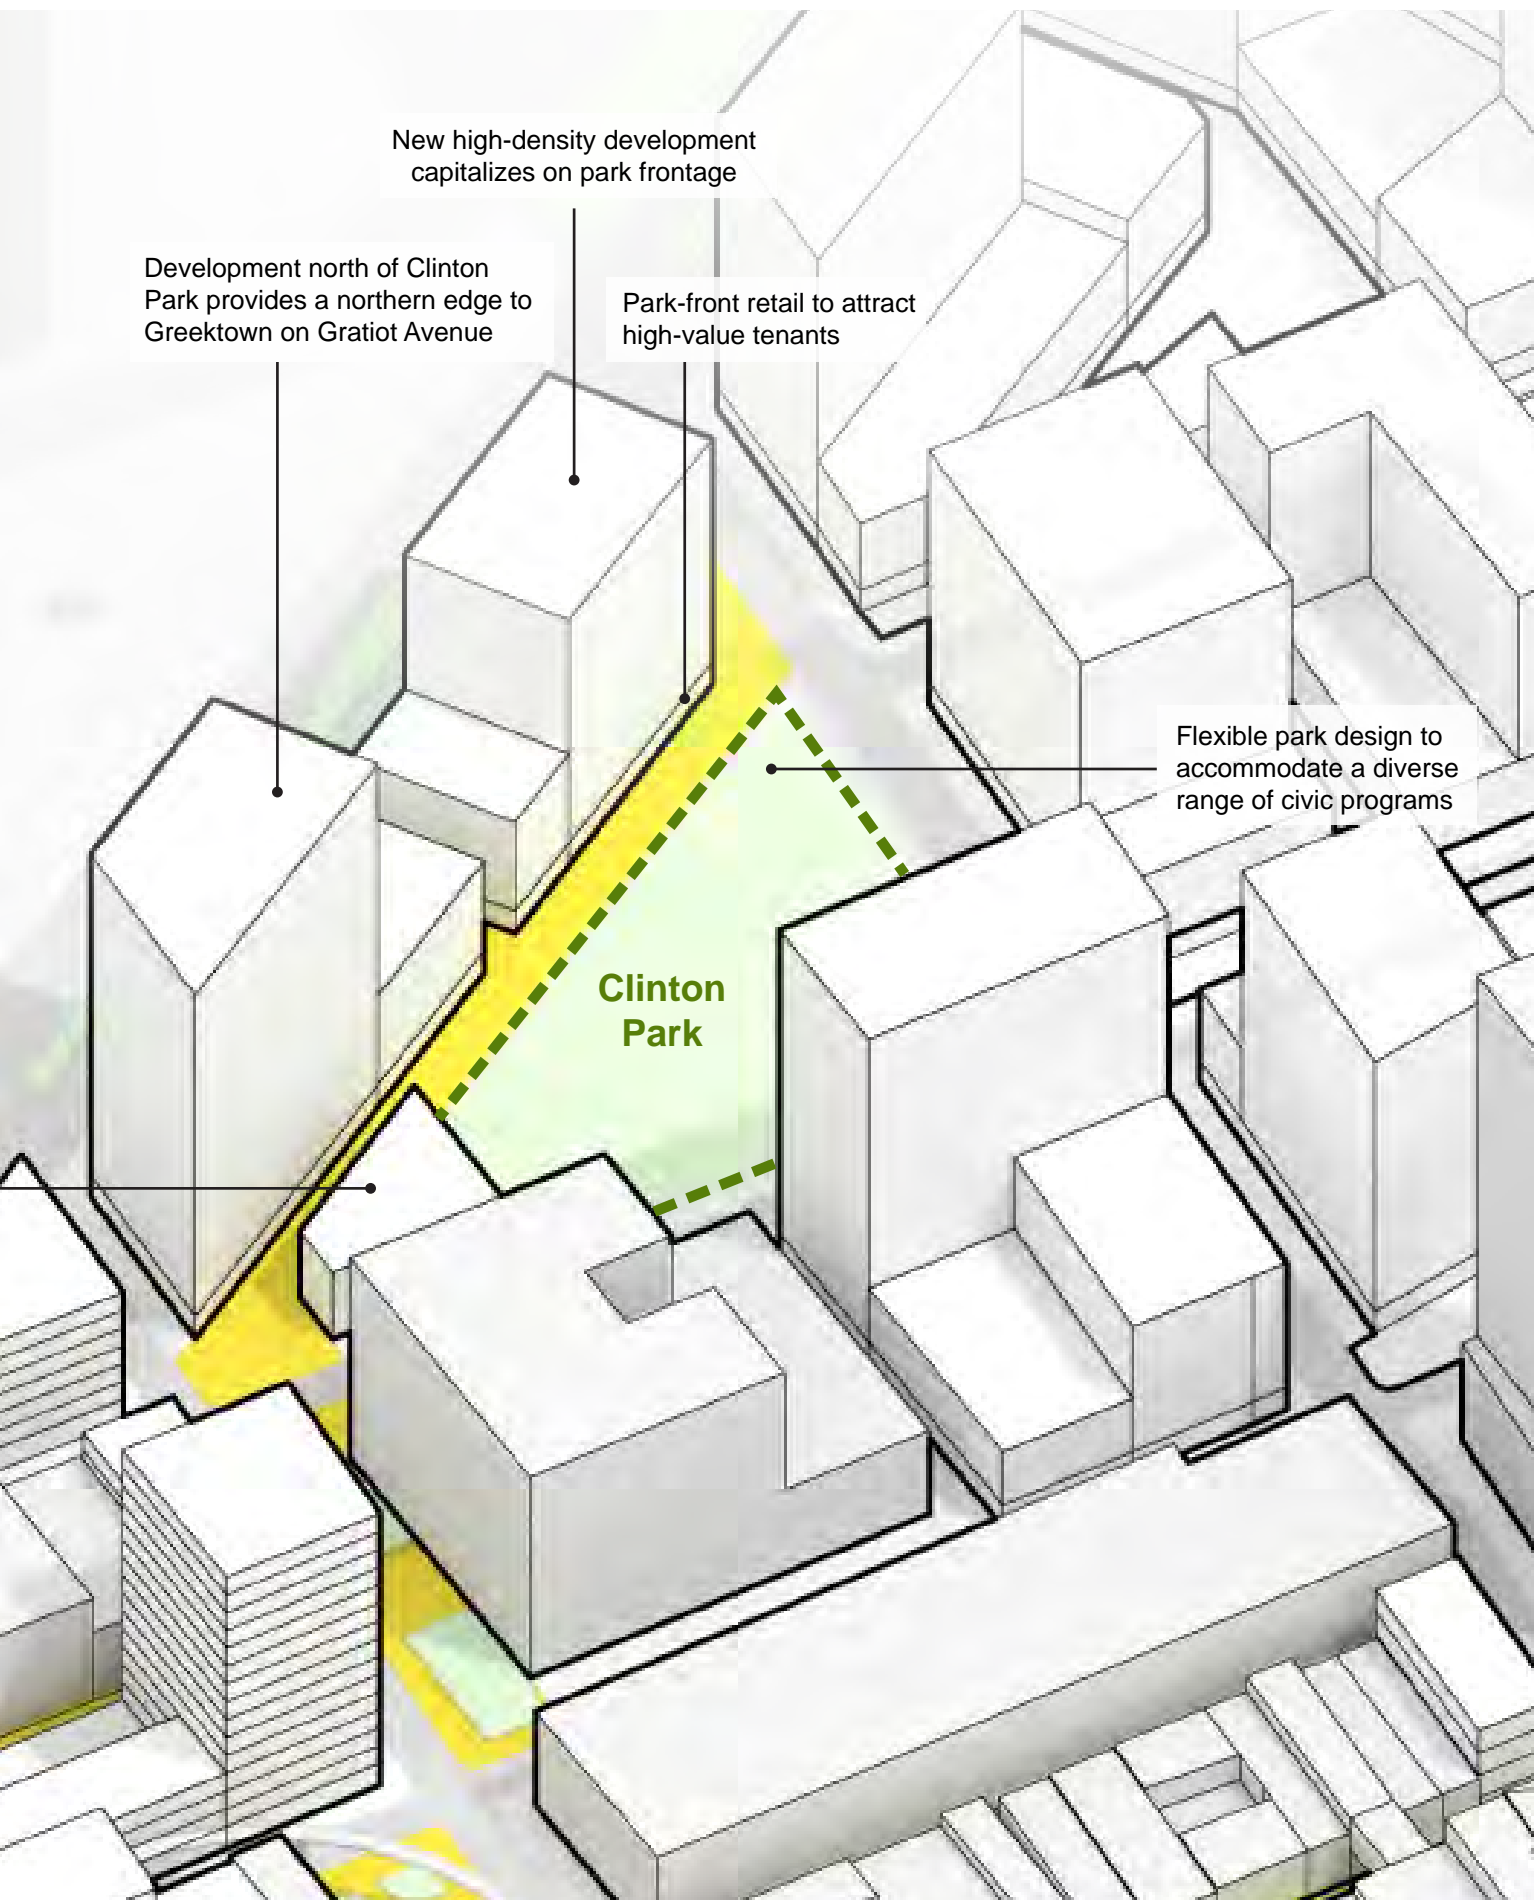 New high-density development
capitalizes on park frontage
Development north of Clinton
Park provides a northern edge to
Greektown on Gratiot Avenue
Park-front retail to attract
high-value tenants
Flexible park design to
accommodate a diverse
range of civic programs
Clinton
Park